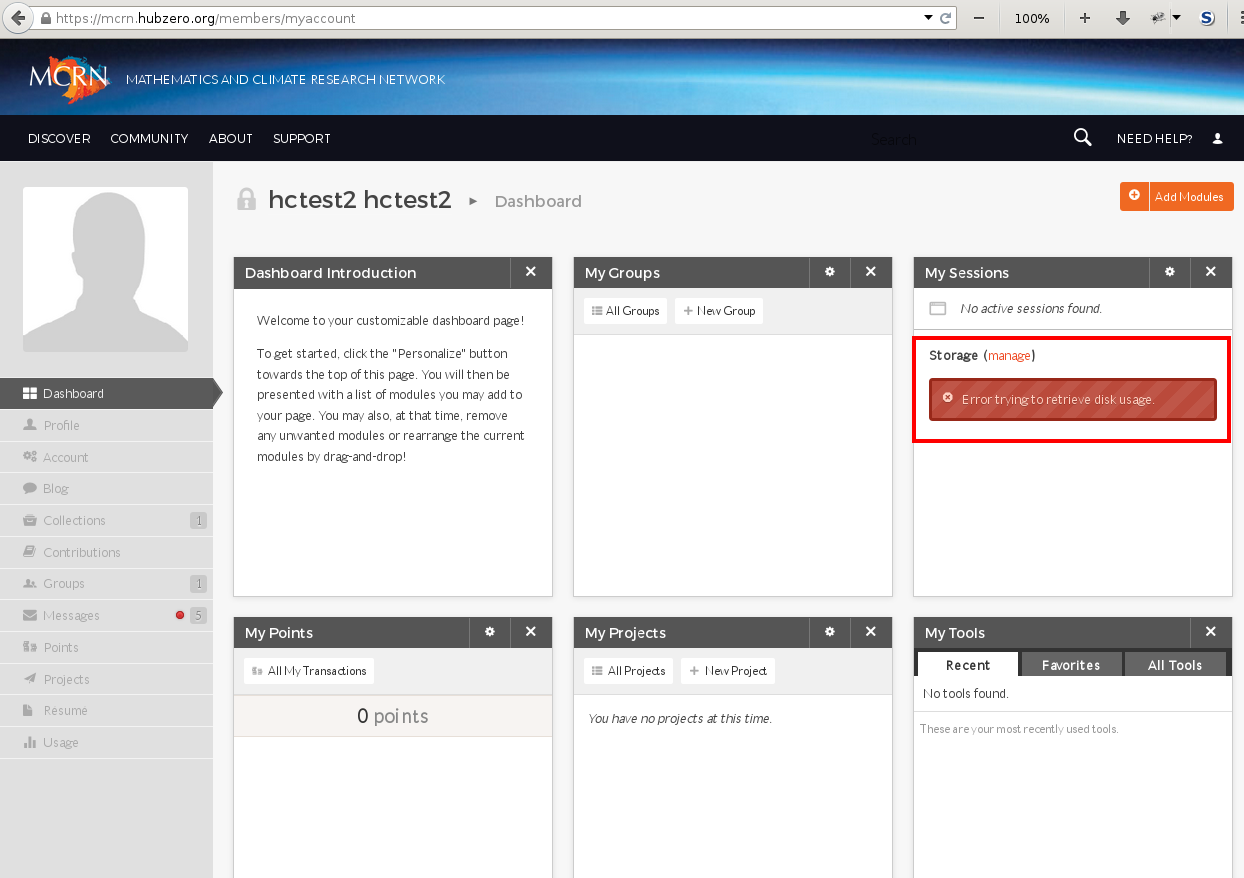 https://mcrn.hubzero.org/members/myaccount
100%
S
MCRN MATHEMATICS AND CLIMATE RESEARCH NETWORK
DISCOVER COMMUNITY ABOUT SUPPORT Search NEED HELP?
hctest2 hctest2 ▸ Dashboard
Add Modules
Dashboard
Profile
Account
Blog
Collections 1
Contributions
Groups 1
Messages 5
Points
Projects
Resume
Usage
Dashboard Introduction
Welcome to your customizable dashboard page!
To get started, click the "Personalize" button
towards the top of this page. You will then be
presented with a list of modules you may add to
your page. You may also, at that time, remove
any unwanted modules or rearrange the current
modules by drag-and-drop!
My Groups
All Groups + New Group
My Sessions
No active sessions found.
Storage (manage)
Error trying to retrieve disk usage.
My Points
All My Transactions
0 points
My Projects
All Projects + New Project
You have no projects at this time.
My Tools
Recent Favorites All Tools
No tools found.
These are your most recently used tools.